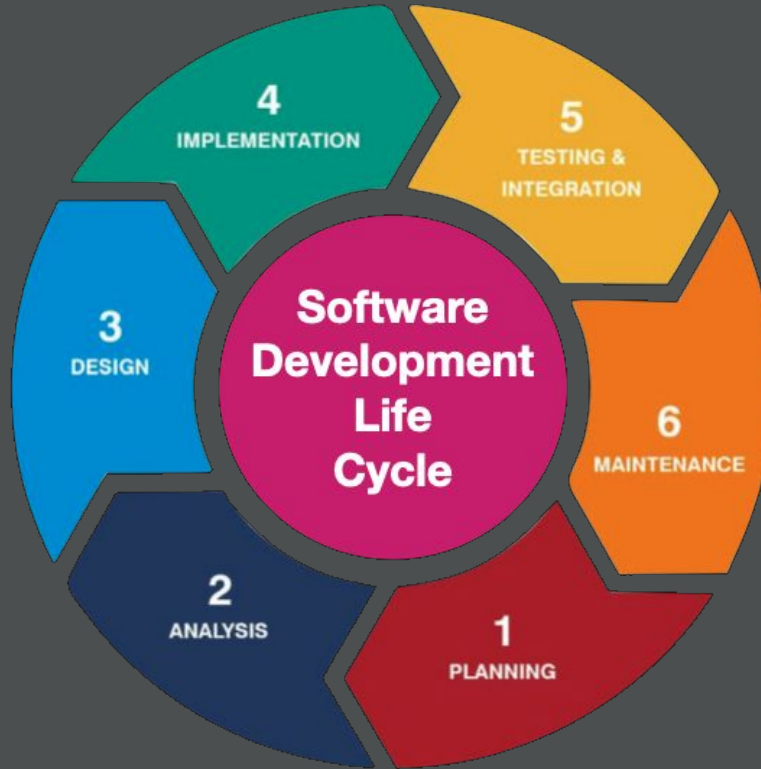 Software
Development
Life
Cycle
1
PLANNING
2
ANALYSIS
3
DESIGN
4
IMPLEMENTATION
5
TESTING &
INTEGRATION
6
MAINTENANCE